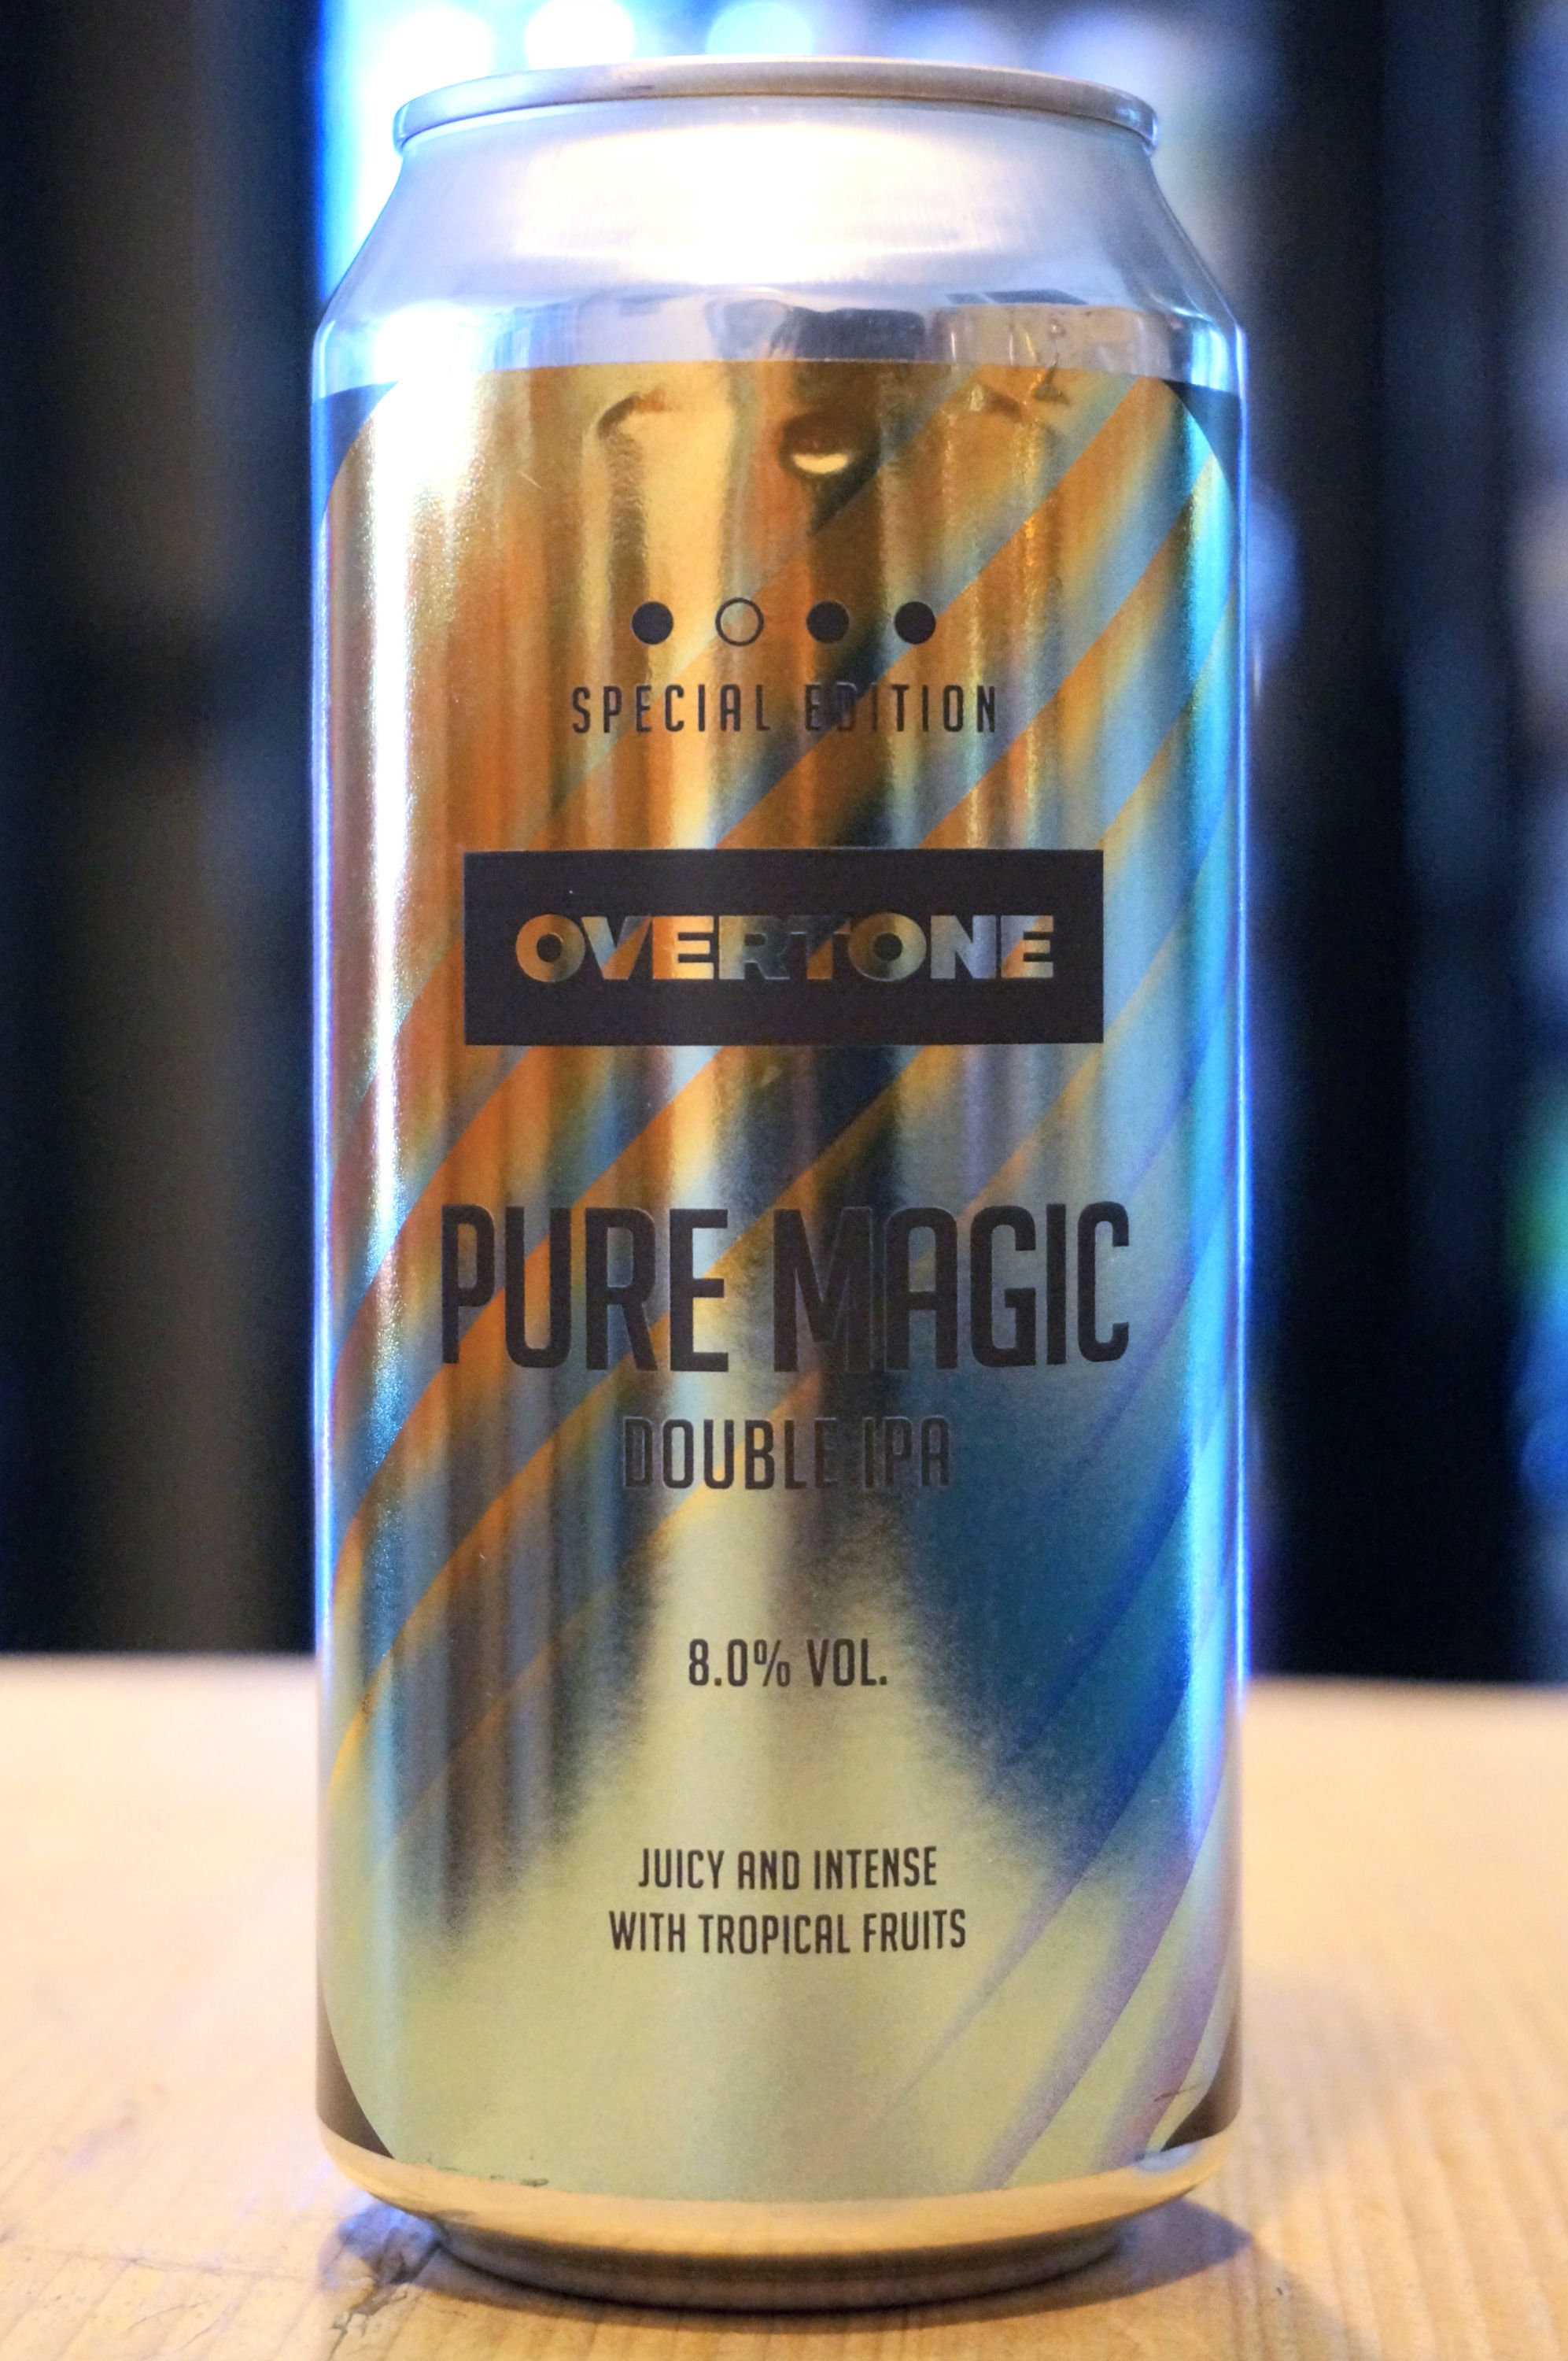 SPECIAL EDITION
OVERTONE
PURE MAGIC
DOUBLE IPA
8.0% VOL.
JUICY AND INTENSE
WITH TROPICAL FRUITS